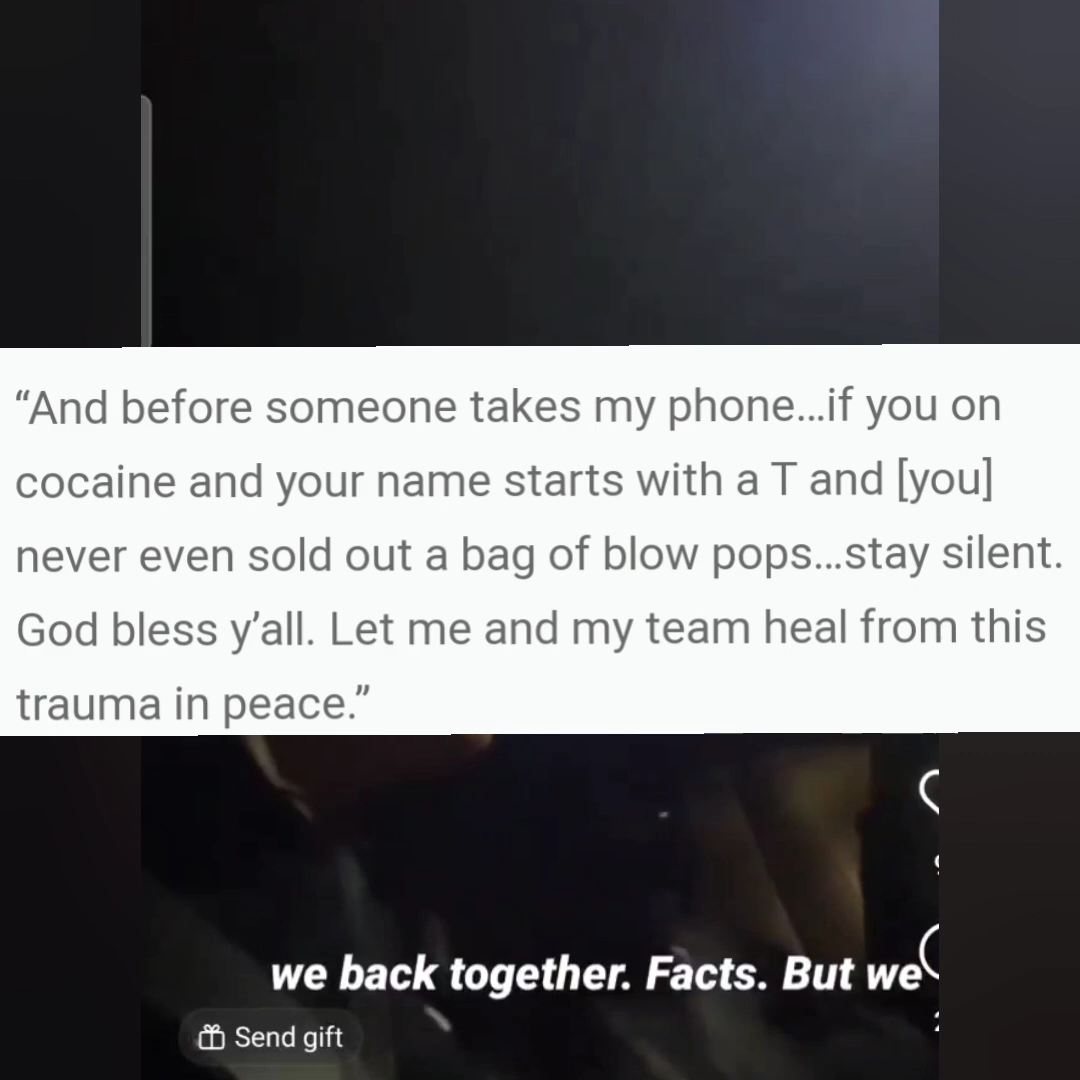 “And before someone takes my phone...if you on
cocaine and your name starts with a T and [you]
never even sold out a bag of blow pops...stay silent.
God bless y’all. Let me and my team heal from this
trauma in peace.”
we back together. Facts. But we
Send gift